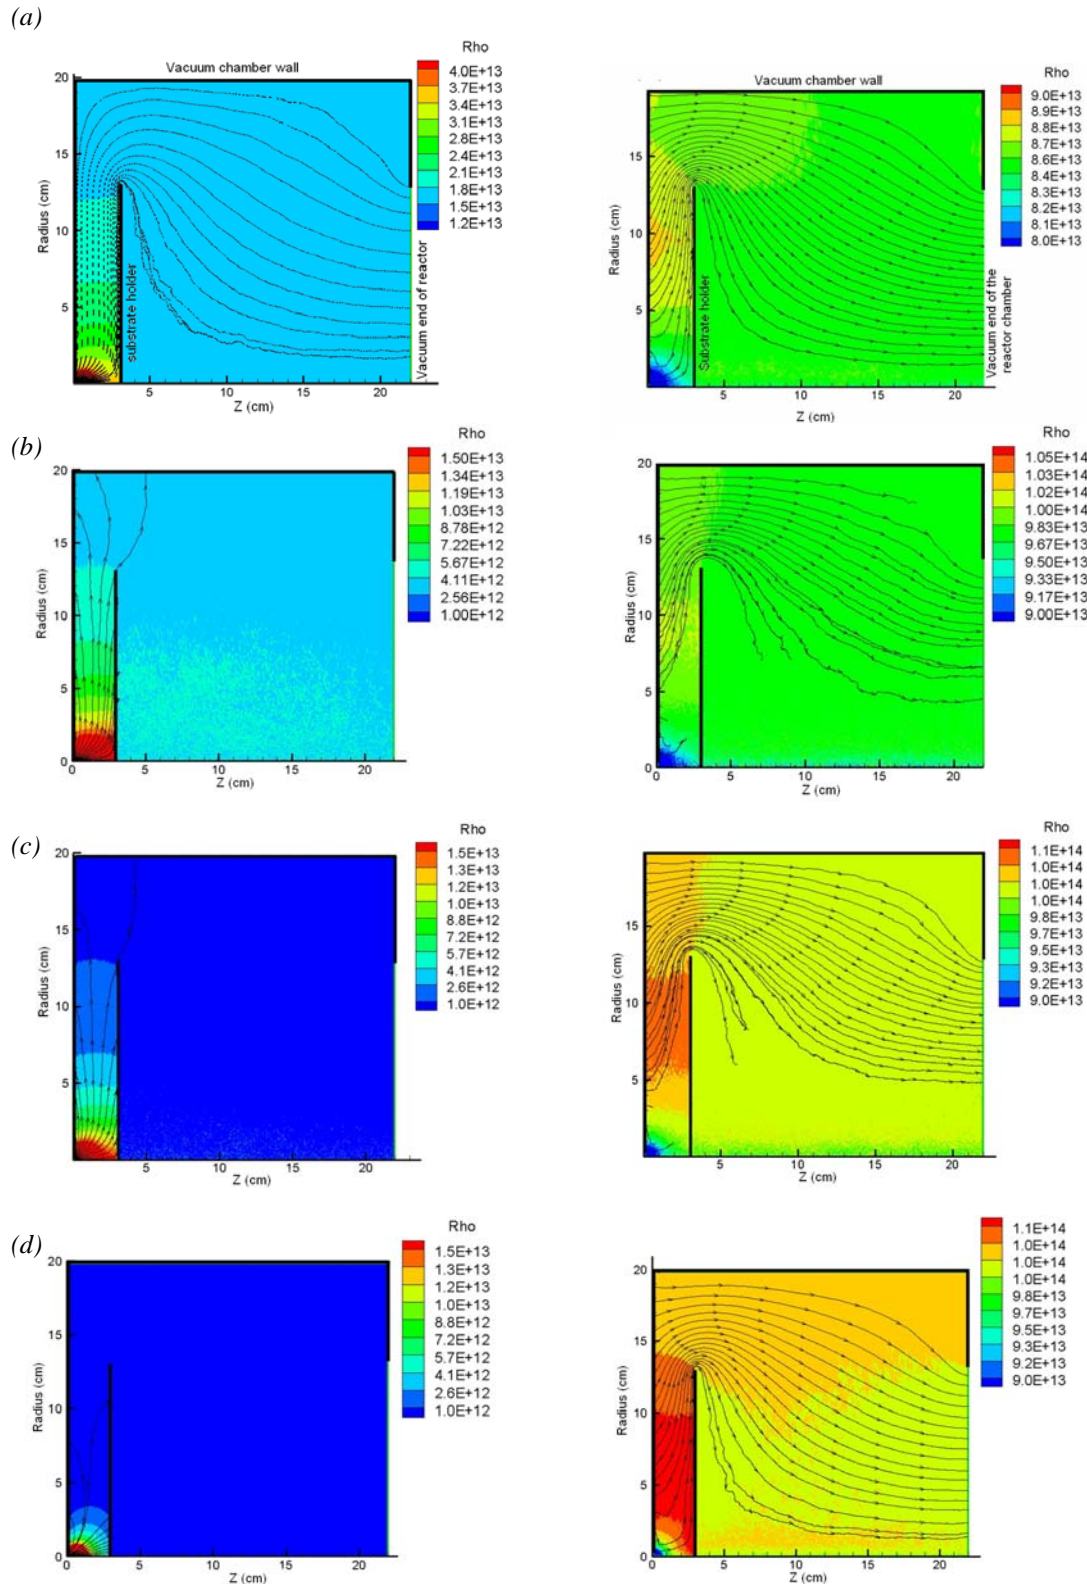 (a)
Rho
Vacuum chamber wall
4.0E+13
3.7E+13
3.4E+13
3.1E+13
2.8E+13
2.4E+13
2.1E+13
1.8E+13
1.5E+13
1.2E+13
20
15
10
5
Radius (cm)
substrate holder
Vacuum end of reactor
5
10
15
20
Z (cm)
Rho
Vacuum chamber wall
9.0E+13
8.9E+13
8.8E+13
8.7E+13
8.6E+13
8.4E+13
8.3E+13
8.2E+13
8.1E+13
8.0E+13
15
10
5
Radius (cm)
Substrate holder
Vacuum end of the
reactor chamber
5
10
15
20
Z (cm)
(b)
Rho
1.50E+13
1.34E+13
1.19E+13
1.03E+13
8.78E+12
7.22E+12
5.67E+12
4.11E+12
2.56E+12
1.00E+12
20
15
10
5
0
Radius (cm)
0
5
10
15
20
Z (cm)
Rho
1.05E+14
1.03E+14
1.02E+14
1.00E+14
9.83E+13
9.67E+13
9.50E+13
9.33E+13
9.17E+13
9.00E+13
20
15
10
5
0
Radius (cm)
0
5
10
15
20
Z (cm)
(c)
Rho
1.5E+13
1.3E+13
1.2E+13
1.0E+13
8.8E+12
7.2E+12
5.7E+12
4.1E+12
2.6E+12
1.0E+12
20
15
10
5
Radius (cm)
5
10
15
20
Z (cm)
Rho
1.1E+14
1.0E+14
1.0E+14
1.0E+14
9.8E+13
9.7E+13
9.5E+13
9.3E+13
9.2E+13
9.0E+13
15
10
5
0
Radius (cm)
0
5
10
15
20
Z (cm)
(d)
Rho
1.5E+13
1.3E+13
1.2E+13
1.0E+13
8.8E+12
7.2E+12
5.7E+12
4.1E+12
2.6E+12
1.0E+12
20
15
10
5
0
Radius (cm)
0
5
10
15
20
Z (cm)
1.1E+14
1.0E+14
1.0E+14
1.0E+14
9.8E+13
9.7E+13
9.5E+13
9.3E+13
9.2E+13
9.0E+13
20
15
10
5
0
Radius (cm)
0
5
10
15
20
Z (cm)